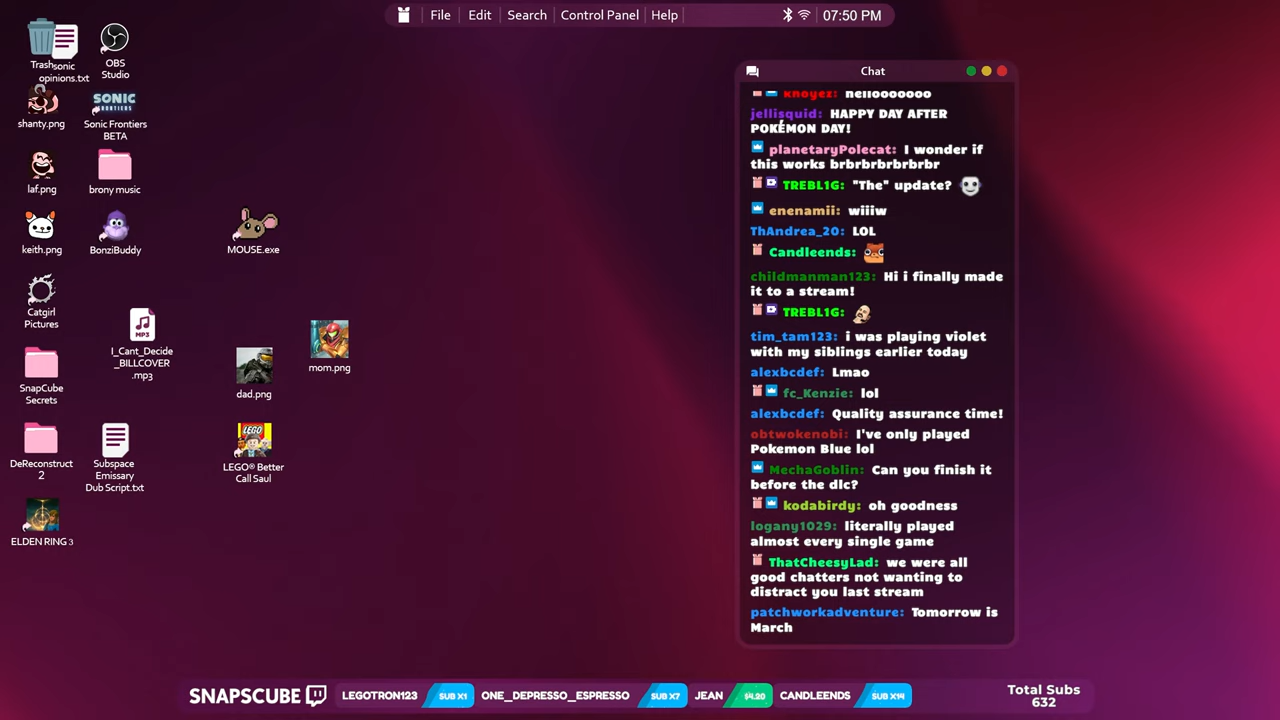 File Edit Search Control Panel Help 07:50 PM
Trash
sonic
opinions.txt
OBS
Studio
shanty.png
SONIC
FRONTIERS
Sonic Frontiers
BETA
laf.png
brony music
keith.png
BonziBuddy
MOUSE.exe
Catgirl
Pictures
MP3
I_Cant_Decide
_BILLCOVER
.mp3
dad.png
mom.png
SnapCube
Secrets
DeReconstruct
2
Subspace
Emissary
Dub Script.txt
LEGO
LEGO® Better
Call Saul
ELDEN RING 3
Chat
knoyez: helloooooo
jellisquid: HAPPY DAY AFTER
POKÉMON DAY!
planetaryPolecat: I wonder if
this works brbrbrbrbrbrbr
TREBL1G: "The" update?
enenamii: wiiiw
ThAndrea_20: LOL
Candleends:
childmanman123: Hi i finally made
it to a stream!
TREBL1G:
tim_tam123: i was playing violet
with my siblings earlier today
alexbcdef: Lmao
fc_Kenzie: lol
alexbcdef: Quality assurance time!
obtwokenobi: I've only played
Pokemon Blue lol
MechaGoblin: Can you finish it
before the dlc?
kodabirdy: oh goodness
logany1029: literally played
almost every single game
ThatCheesyLad: we were all
good chatters not wanting to
distract you last stream
patchworkadventure: Tomorrow is
March
SNAPSCUBE LEGOTRON123 SUB X1 ONE_DEPRESSO_ESPRESSO SUB X7 JEAN $4.20 CANDLEENDS SUB X14
Total Subs
632